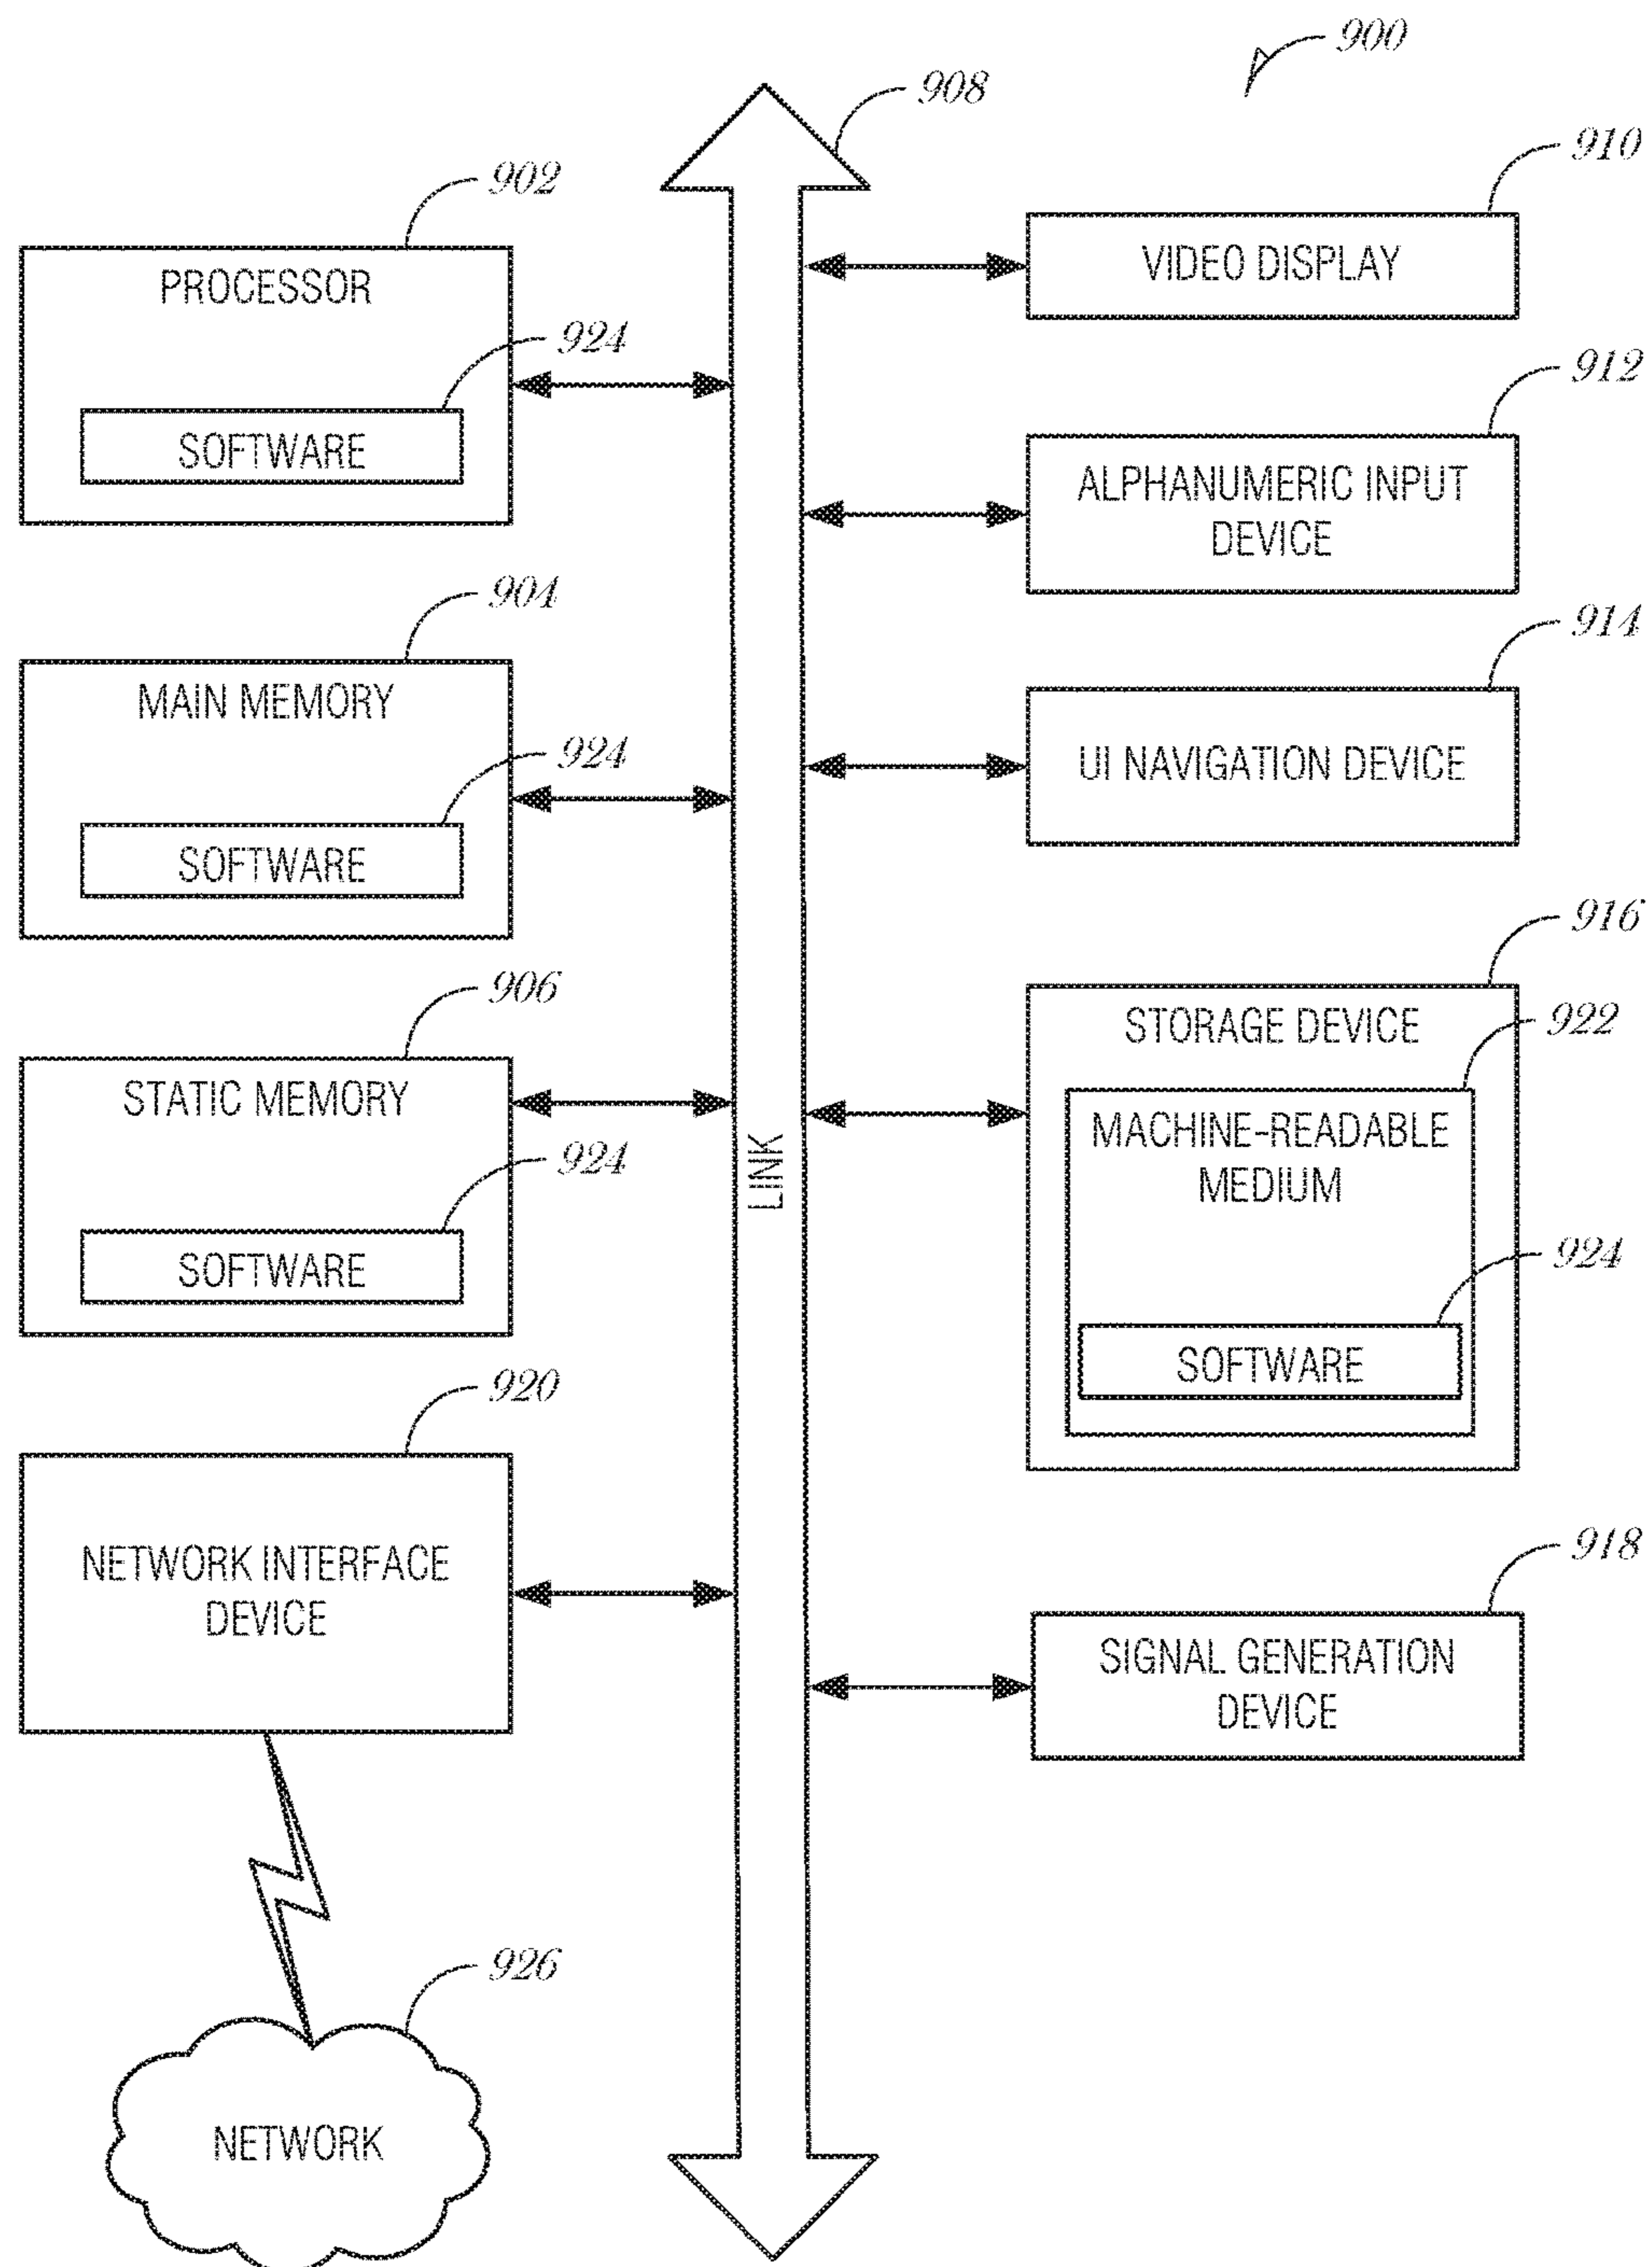 900
908
902
PROCESSOR
924
SOFTWARE
904
MAIN MEMORY
924
SOFTWARE
906
STATIC MEMORY
924
SOFTWARE
920
NETWORK INTERFACE
DEVICE
926
NETWORK
LINK
910
VIDEO DISPLAY
912
ALPHANUMERIC INPUT
DEVICE
914
UI NAVIGATION DEVICE
916
STORAGE DEVICE
922
MACHINE-READABLE
MEDIUM
924
SOFTWARE
918
SIGNAL GENERATION
DEVICE